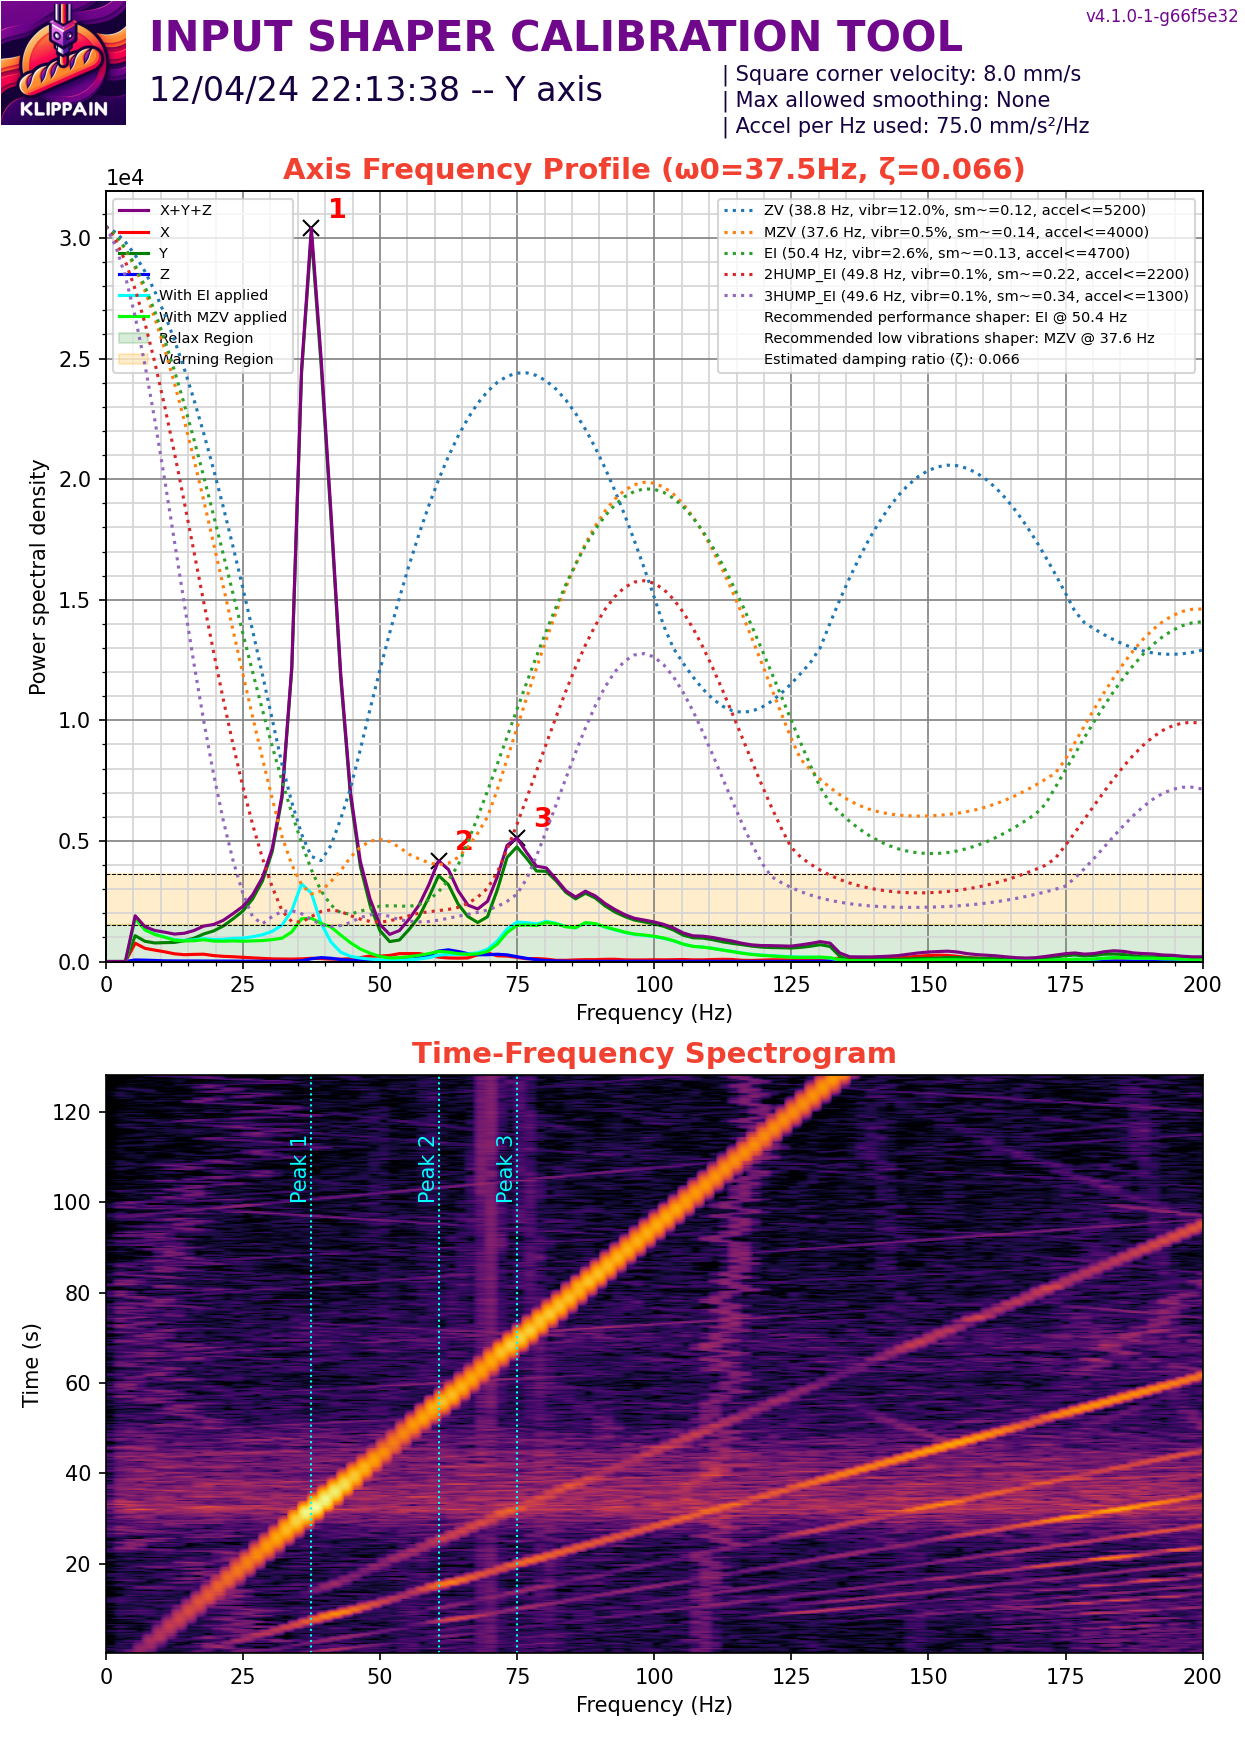 v4.1.0-1-g66f5e32
INPUT SHAPER CALIBRATION TOOL
KLIPPAIN
12/04/24 22:13:38 -- Y axis
| Square corner velocity: 8.0 mm/s
| Max allowed smoothing: None
| Accel per Hz used: 75.0 mm/s²/Hz
Axis Frequency Profile (ω0=37.5Hz, ζ=0.066)
1e4
X+Y+Z
X
Y
Z
With EI applied
With MZV applied
Relax Region
Warning Region
ZV (38.8 Hz, vibr=12.0%, sm~=0.12, accel<=5200)
MZV (37.6 Hz, vibr=0.5%, sm~=0.14, accel<=4000)
EI (50.4 Hz, vibr=2.6%, sm~=0.13, accel<=4700)
2HUMP_EI (49.8 Hz, vibr=0.1%, sm~=0.22, accel<=2200)
3HUMP_EI (49.6 Hz, vibr=0.1%, sm~=0.34, accel<=1300)
Recommended performance shaper: EI @ 50.4 Hz
Recommended low vibrations shaper: MZV @ 37.6 Hz
Estimated damping ratio (ζ): 0.066
1
2
3
Power spectral density
3.0
2.5
2.0
1.5
1.0
0.5
0.0
0 25 50 75 100 125 150 175 200
Frequency (Hz)
Time-Frequency Spectrogram
Peak 1
Peak 2
Peak 3
Time (s)
120
100
80
60
40
20
0 25 50 75 100 125 150 175 200
Frequency (Hz)